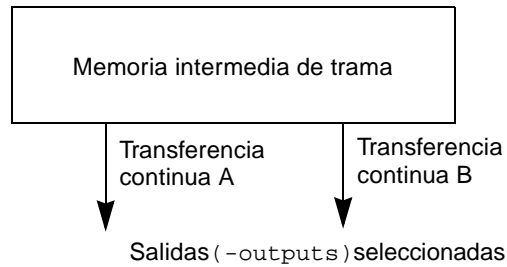 Memoria intermedia de trama
Transferencia
continua A
Transferencia
continua B
Salidas(-outputs)seleccionadas